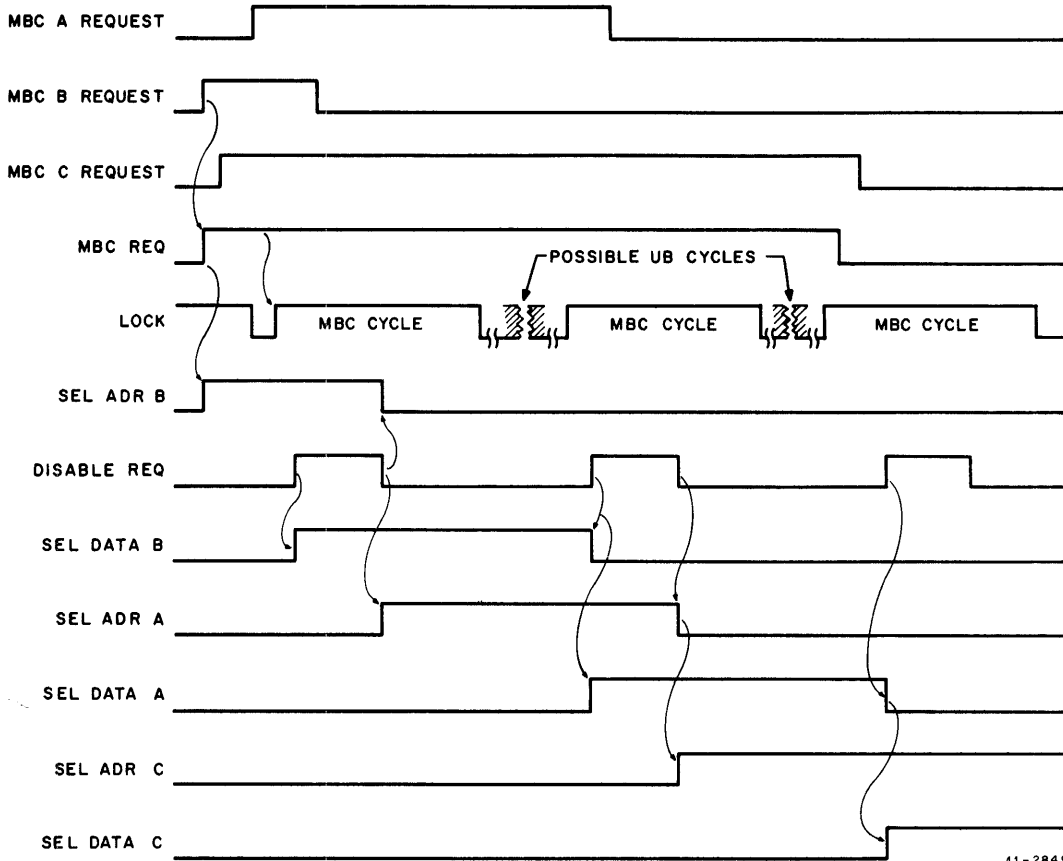 MBC A REQUEST
MBC B REQUEST
MBC C REQUEST
MBC REQ
POSSIBLE UB CYCLES
LOCK
MBC CYCLE
MBC CYCLE
MBC CYCLE
SEL ADR B
DISABLE REQ
SEL DATA B
SEL ADR A
SEL DATA A
SEL ADR C
SEL DATA C